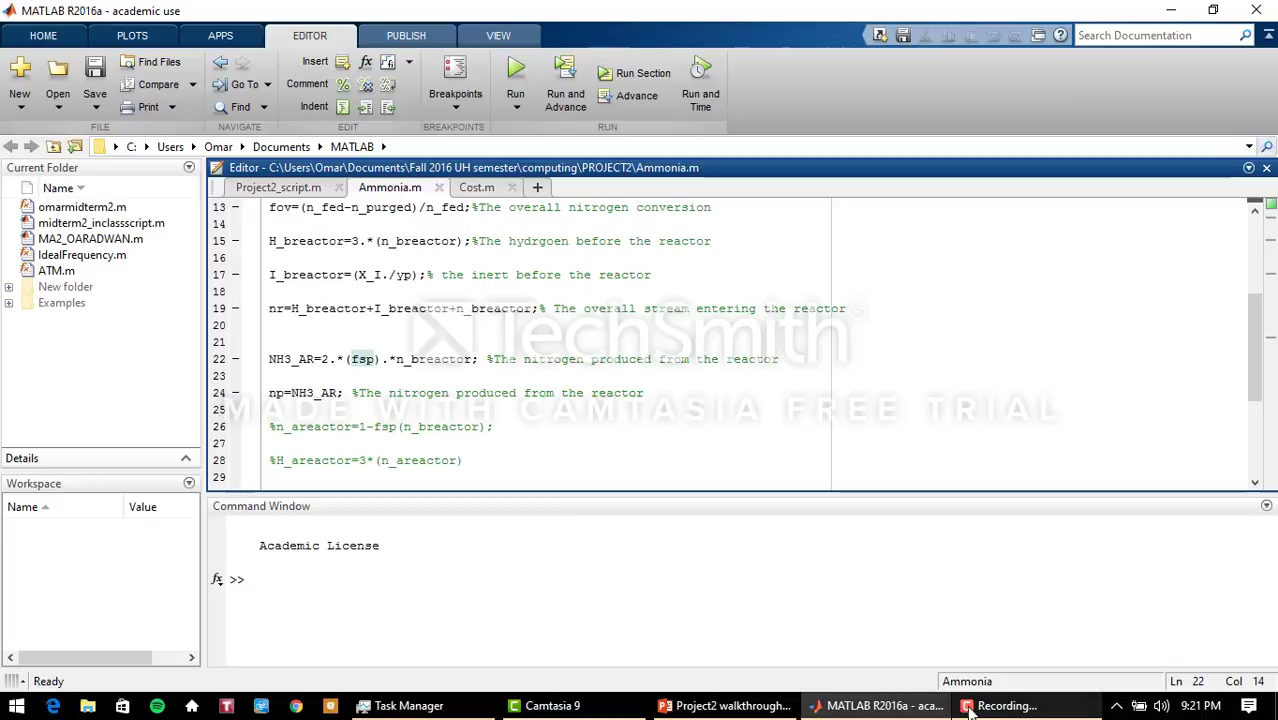 MATLAB R2016a - academic use
HOME PLOTS APPS EDITOR PUBLISH VIEW
Search Documentation
New Open Save
Find Files
Compare
Print
FILE
Go To
Find
NAVIGATE
Insert
Comment
Indent
EDIT
Breakpoints
BREAKPOINTS
Run
Run and Advance
Run Section
Advance
Run and Time
RUN
C: Users Omar Documents MATLAB
Current Folder
Name
omarmidterm2.m
midterm2_inclassscript.m
MA2_OARADWAN.m
IdealFrequency.m
ATM.m
New folder
Examples
Details
Workspace
Name Value
Editor - C:\Users\Omar\Documents\Fall 2016 UH semester\computing\PROJECT2\Ammonia.m
Project2_script.m Ammonia.m Cost.m
13 fov=(n_fed-n_purged)/n_fed;%The overall nitrogen conversion
14
15 H_breactor=3.*(n_breactor);%The hydrgoen before the reactor
16
17 I_breactor=(X_I./yp);% the inert before the reactor
18
19 nr=H_breactor+I_breactor+n_breactor;% The overall stream entering the reactor
20
21
22 NH3_AR=2.*(fsp).*n_breactor; %The nitrogen produced from the reactor
23
24 np=NH3_AR; %The nitrogen produced from the reactor
25
26 %n_areactor=1-fsp(n_breactor);
27
28 %H_areactor=3*(n_areactor)
29
TechSmith
MADE WITH CAMTASIA FREE TRIAL
Command Window
Academic License
fx >>
Ready
Ammonia
Ln 22 Col 14
Task Manager
Camtasia 9
Project2 walkthroug...
MATLAB R2016a - aca...
Recording...
9:21 PM